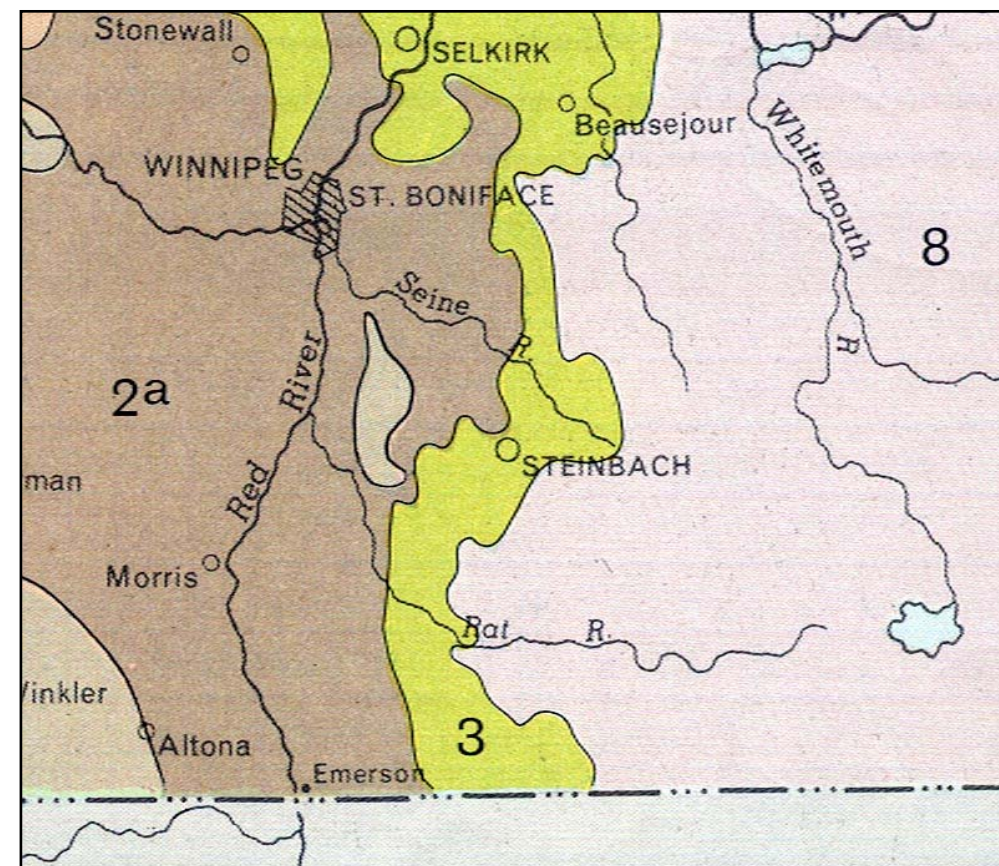 Stonewall
SELKIRK
Beausejour
WINNIPEG
ST. BONIFACE
Whitemouth
R
8
Seine
R.
2a
Red River
man
STEINBACH
Morris
Rat R.
inkler
3
Altona
Emerson